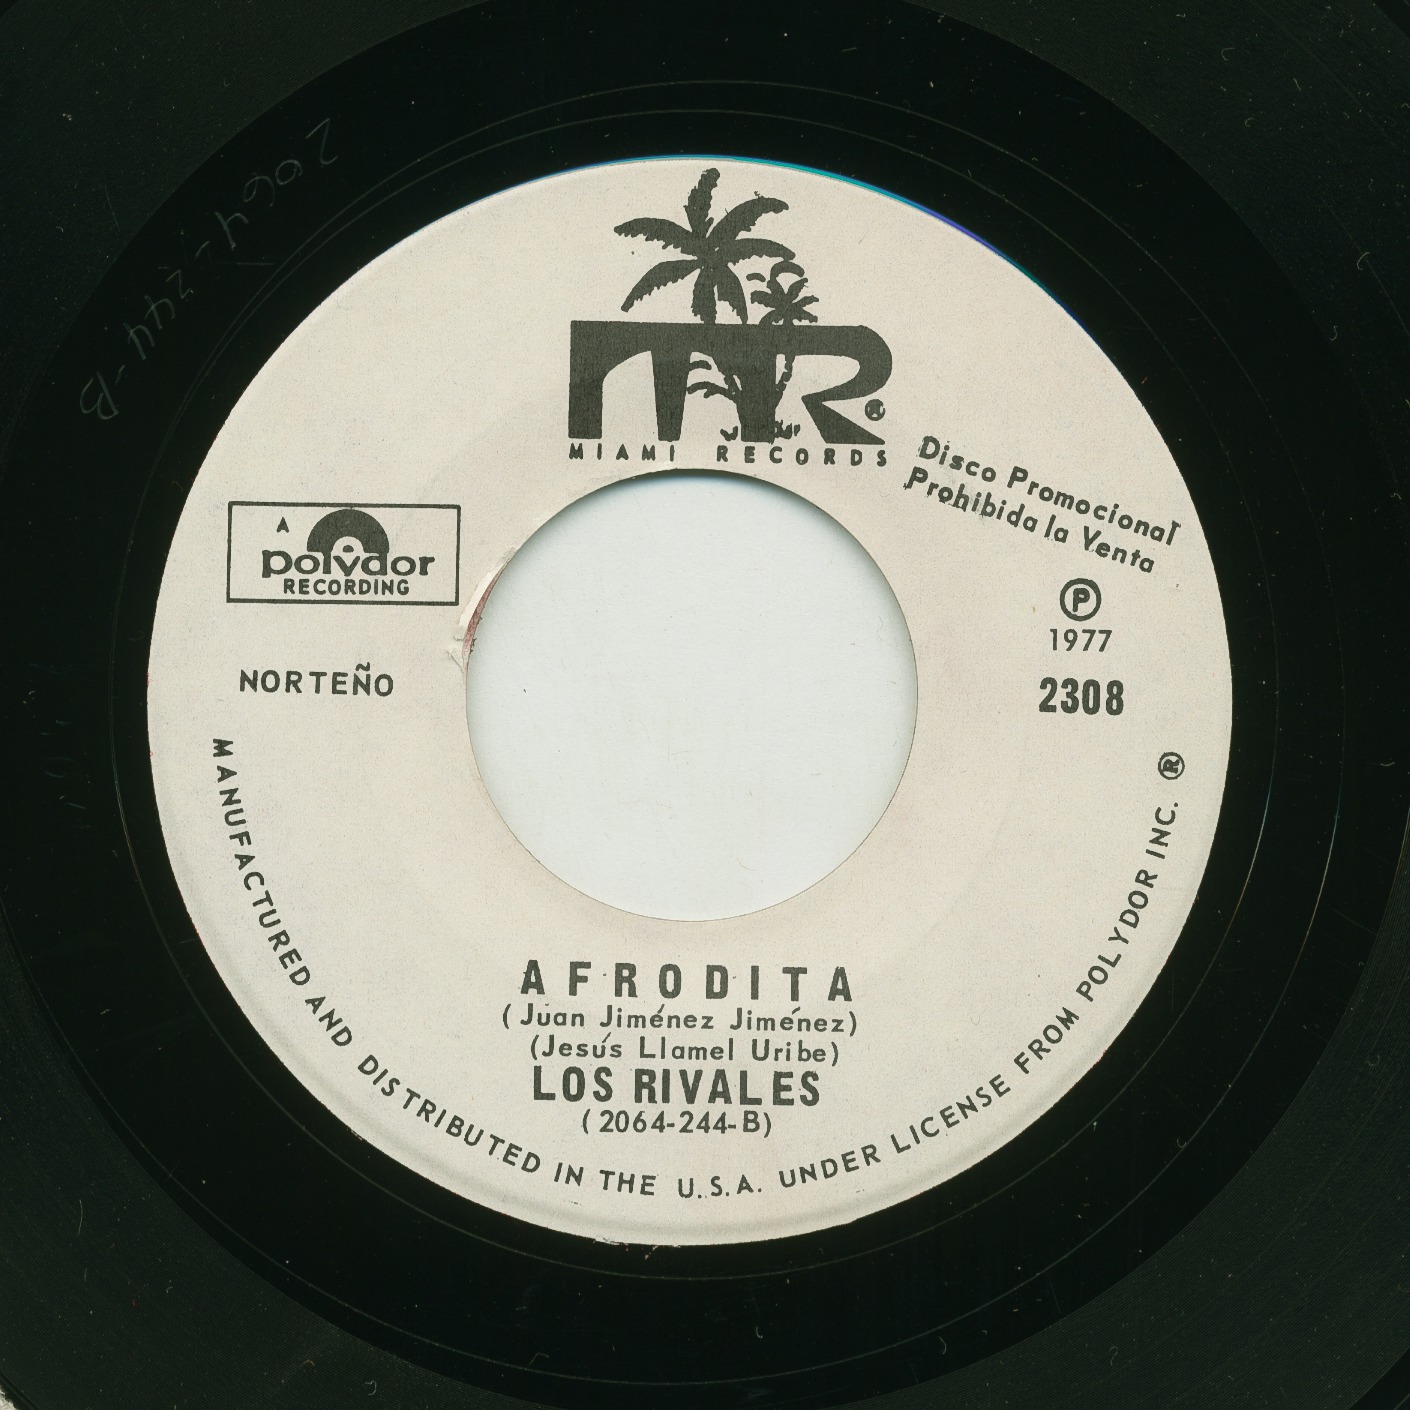 MR ®
MIAMI RECORDS
Disco Promocional
Prohibida la Venta
Ⓟ
1977
2308
A
polydor
RECORDING
NORTEÑO
AFRODITA
(Juan Jiménez Jiménez)
(Jesús Llamel Uribe)
LOS RIVALES
(2064-244-B)
MANUFACTURED AND DISTRIBUTED IN THE U.S.A. UNDER LICENSE FROM POLYDOR INC. ®
2064-244-B